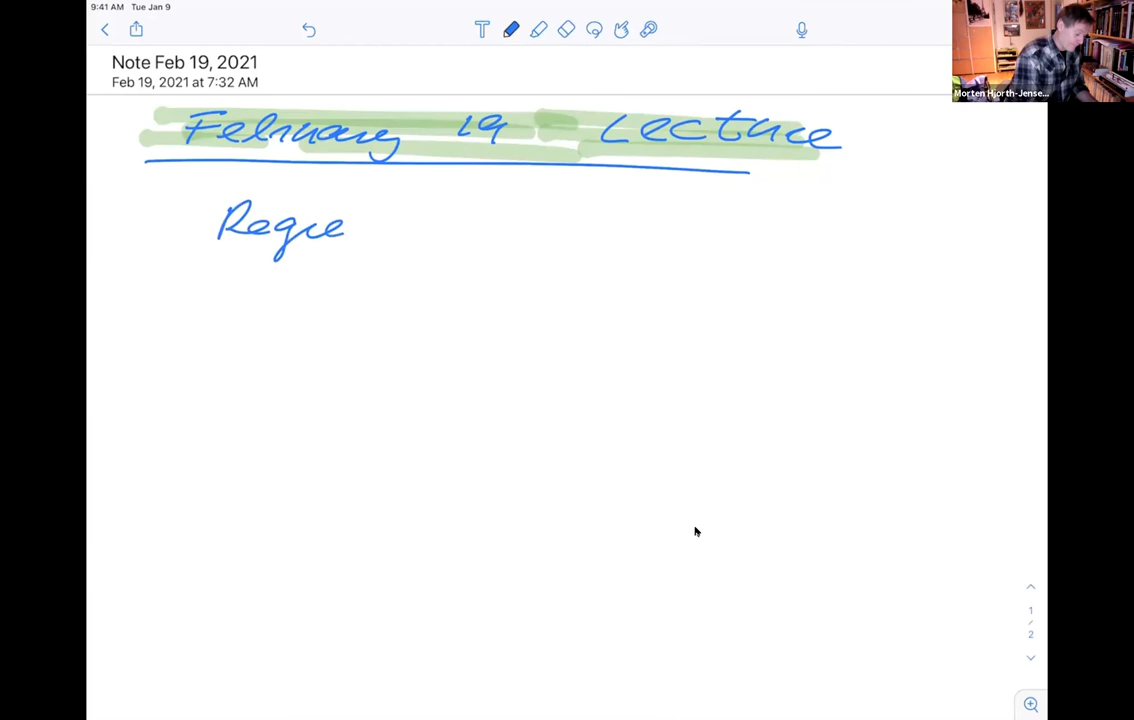 9:41 AM Tue Jan 9
Note Feb 19, 2021
Feb 19, 2021 at 7:32 AM
Morten Hjorth-Jense...
February 19 Lecture
Regre
1
/
2